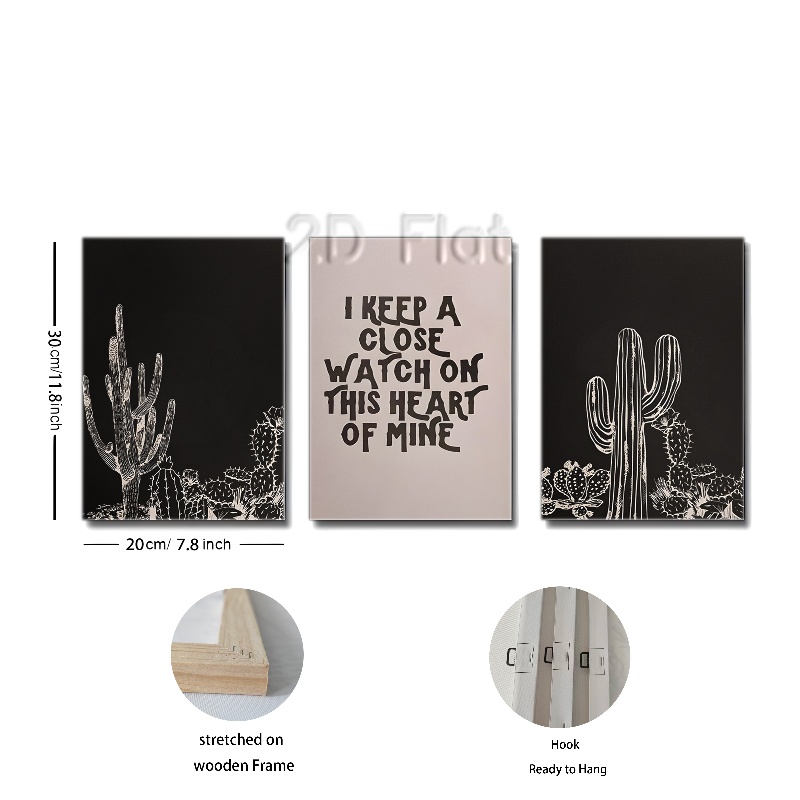 2D Flat
I KEEP A
CLOSE
WATCH ON
THIS HEART
OF MINE
30cm/11.8inch
20cm/ 7.8 inch
stretched on
wooden Frame
Hook
Ready to Hang